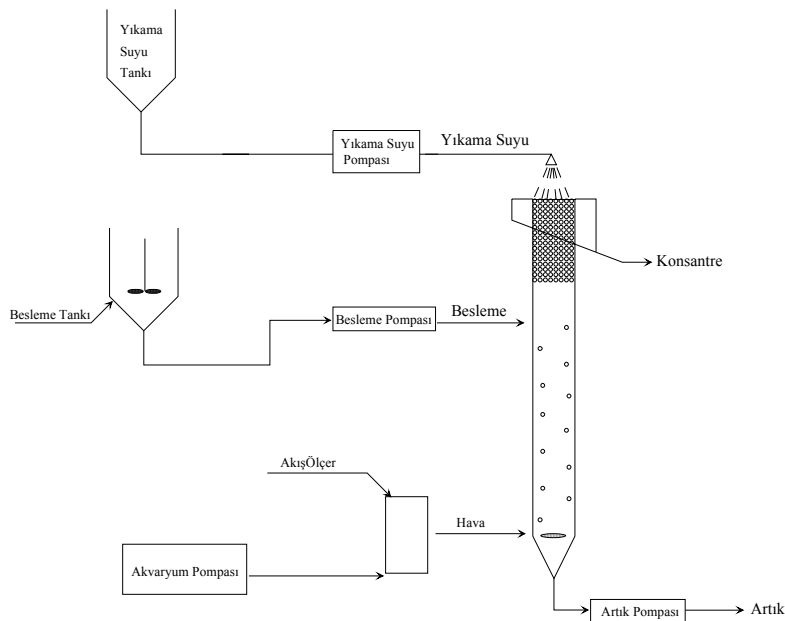 Yıkama
Suyu
Tankı
Yıkama Suyu
Pompası
Yıkama Suyu
Konsantre
Besleme Tankı
Besleme Pompası
Besleme
AkışÖlçer
Hava
Akvaryum Pompası
Artık Pompası
Artık